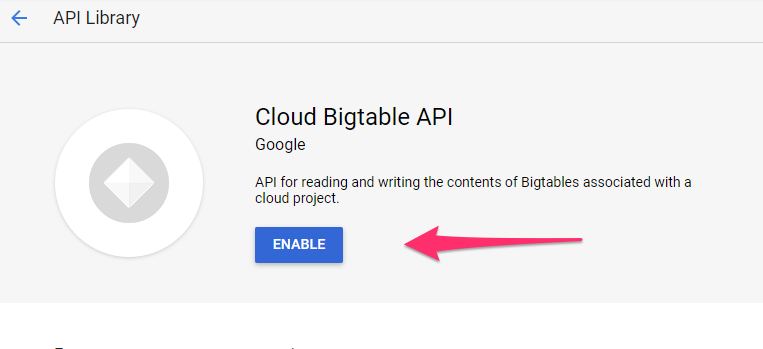 API Library
Cloud Bigtable API
Google
API for reading and writing the contents of Bigtables associated with a
cloud project.
ENABLE